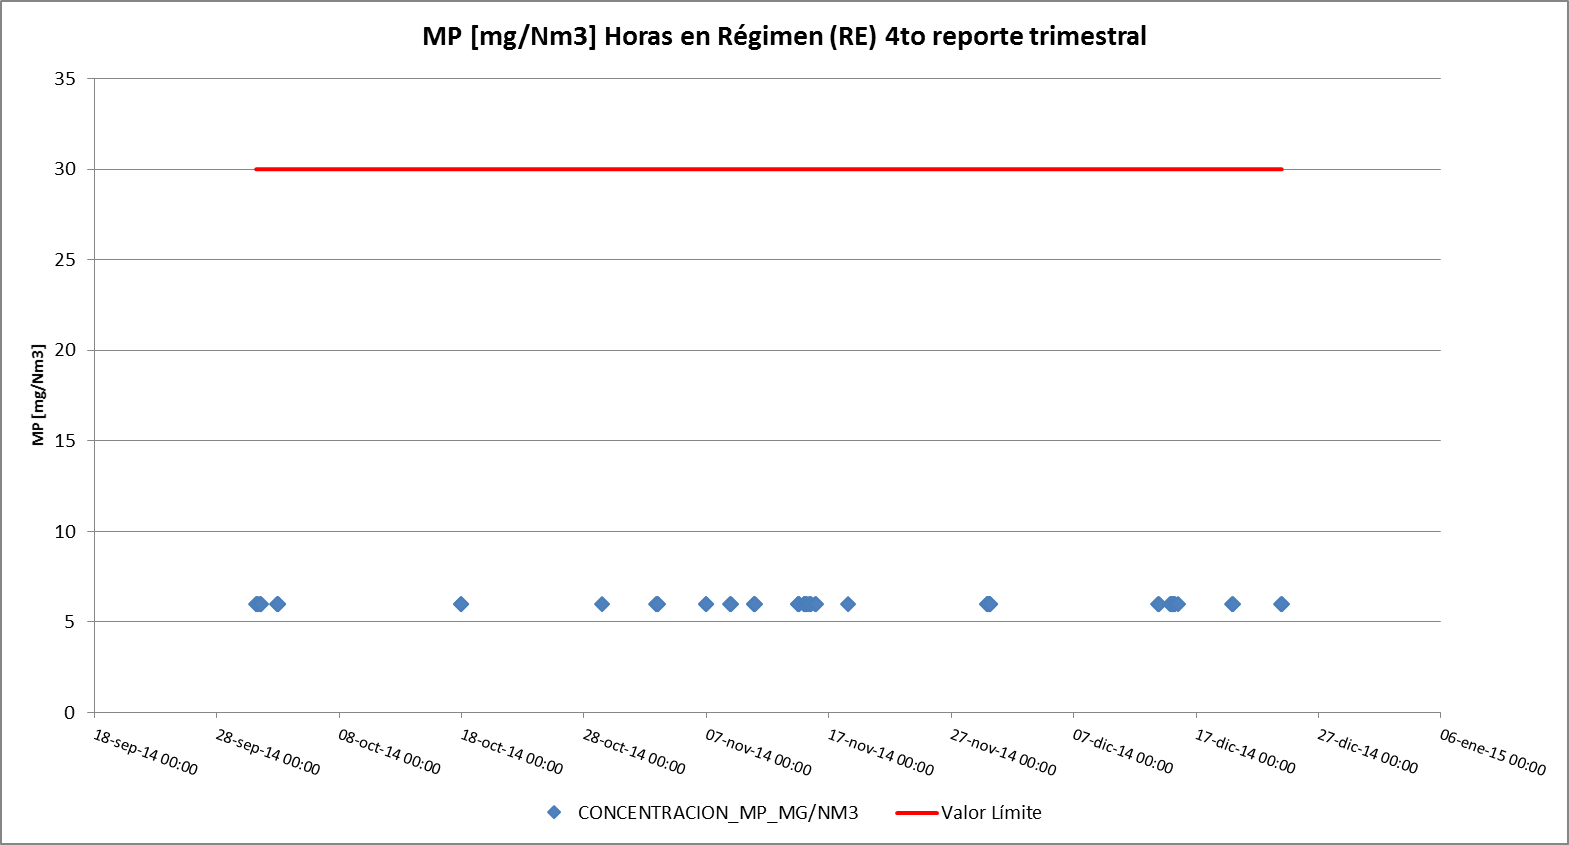 MP [mg/Nm3] Horas en Régimen (RE) 4to reporte trimestral
35
30
25
20
15
10
5
0
MP [mg/Nm3]
18-sep-14 00:00
28-sep-14 00:00
08-oct-14 00:00
18-oct-14 00:00
28-oct-14 00:00
07-nov-14 00:00
17-nov-14 00:00
27-nov-14 00:00
07-dic-14 00:00
17-dic-14 00:00
27-dic-14 00:00
06-ene-15 00:00
CONCENTRACION_MP_MG/NM3
Valor Límite